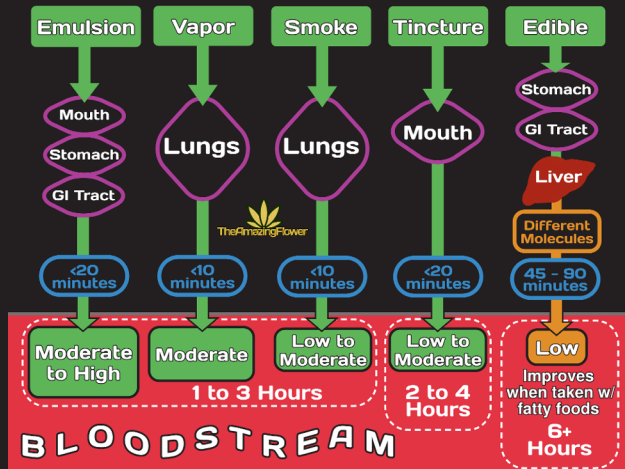 Emulsion
Vapor
Smoke
Tincture
Edible
Mouth
Stomach
GI Tract
Lungs
Lungs
Mouth
Stomach
GI Tract
Liver
Different
Molecules
TheAmazingFlower
<20
minutes
<10
minutes
<10
minutes
<20
minutes
45 - 90
minutes
Moderate
to High
Moderate
Low to
Moderate
1 to 3 Hours
Low to
Moderate
2 to 4
Hours
Low
Improves
when taken w/
fatty foods
6+
Hours
BLOODSTREAM